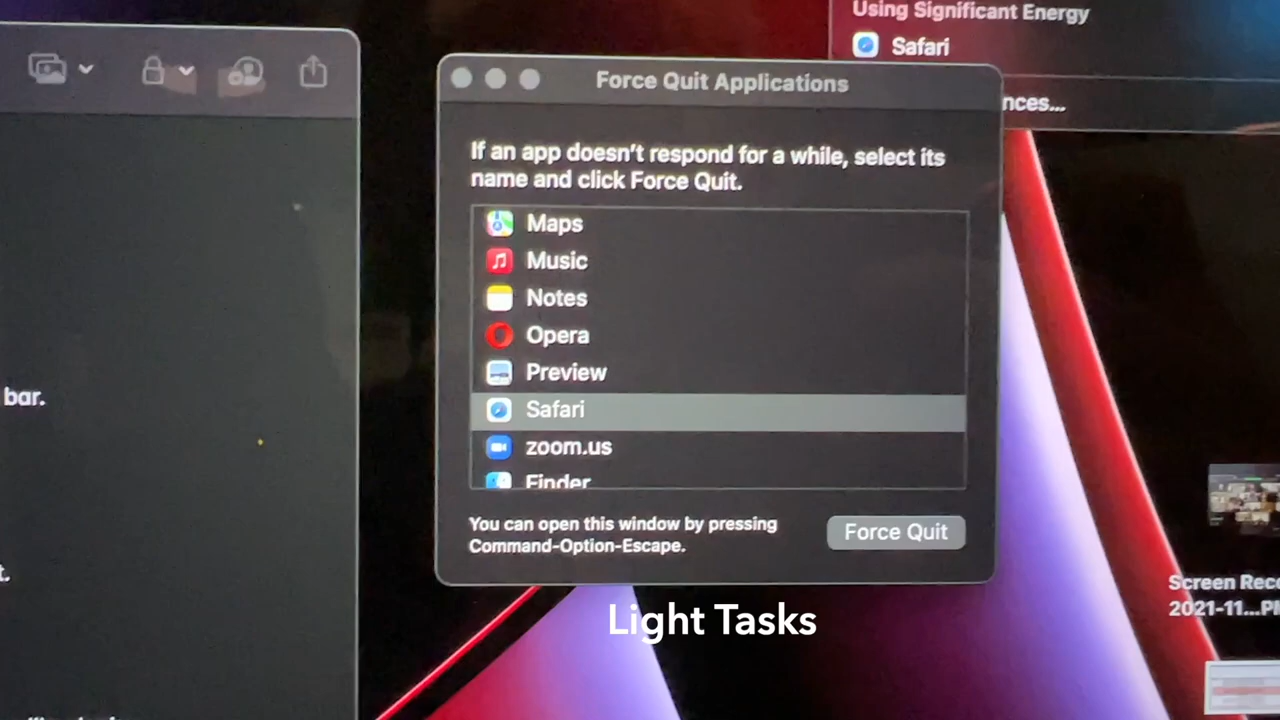 Using Significant Energy
Safari
nces...
Force Quit Applications
If an app doesn't respond for a while, select its
name and click Force Quit.
Maps
Music
Notes
Opera
Preview
Safari
zoom.us
Finder
You can open this window by pressing
Command-Option-Escape.
Force Quit
bar.
t.
Screen Rec
2021-11...PM
Light Tasks